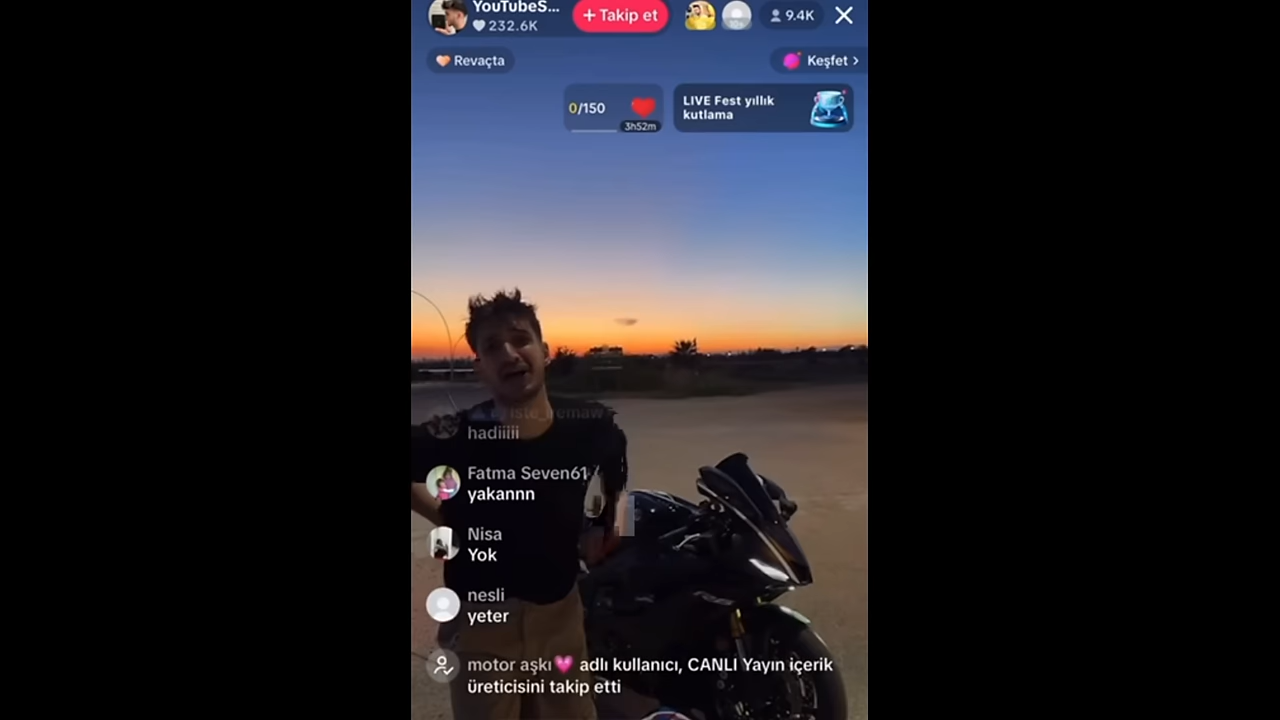 YouTubeS...
232.6K
+ Takip et
9.4K
Revaçta
Keşfet >
0/150
3h52m
LIVE Fest yıllık
kutlama
hadiiiii
Fatma Seven61
yakannn
Nisa
Yok
nesli
yeter
motor aşkı💗 adlı kullanıcı, CANLI Yayın içerik
üreticisini takip etti